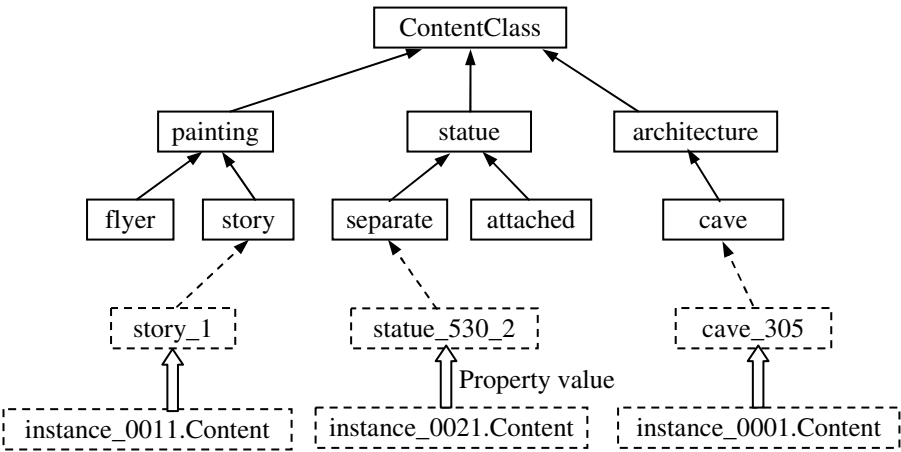 ContentClass
painting
statue
architecture
flyer
story
separate
attached
cave
story_1
statue_530_2
cave_305
Property value
instance_0011.Content
instance_0021.Content
instance_0001.Content